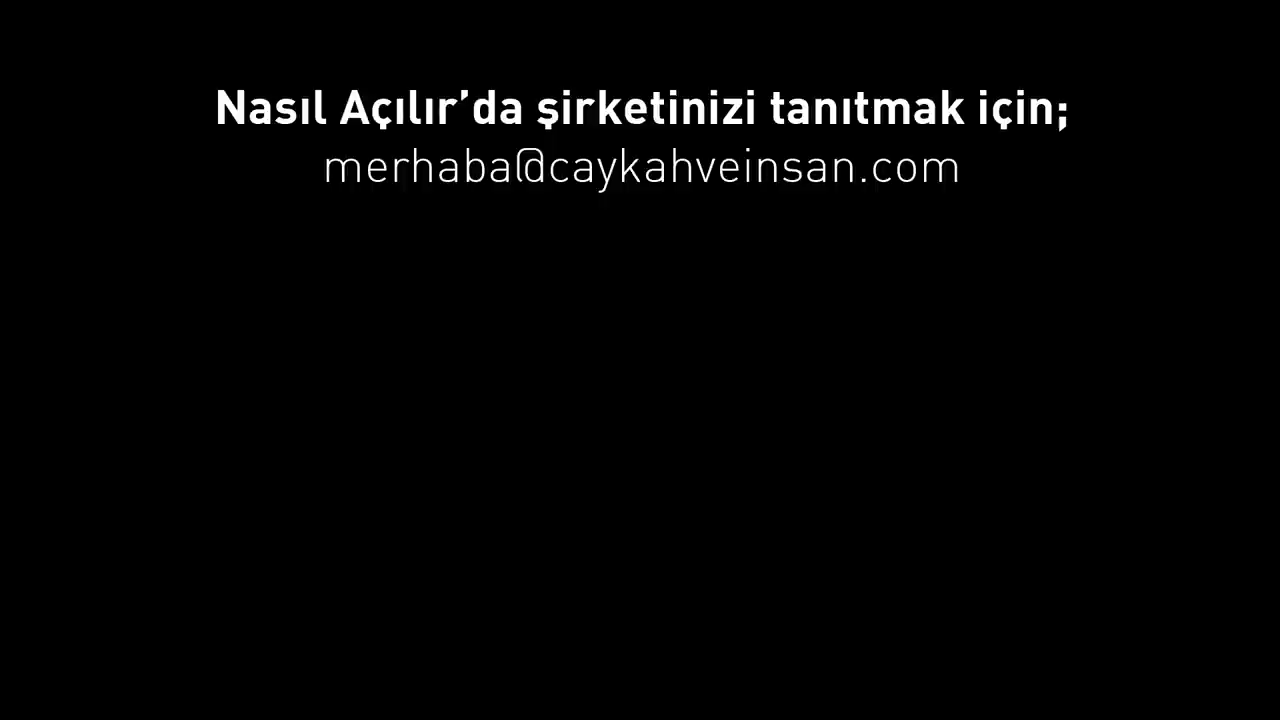 Nasıl Açılır’da şirketinizi tanıtmak için;
merhaba@caykahveinsan.com